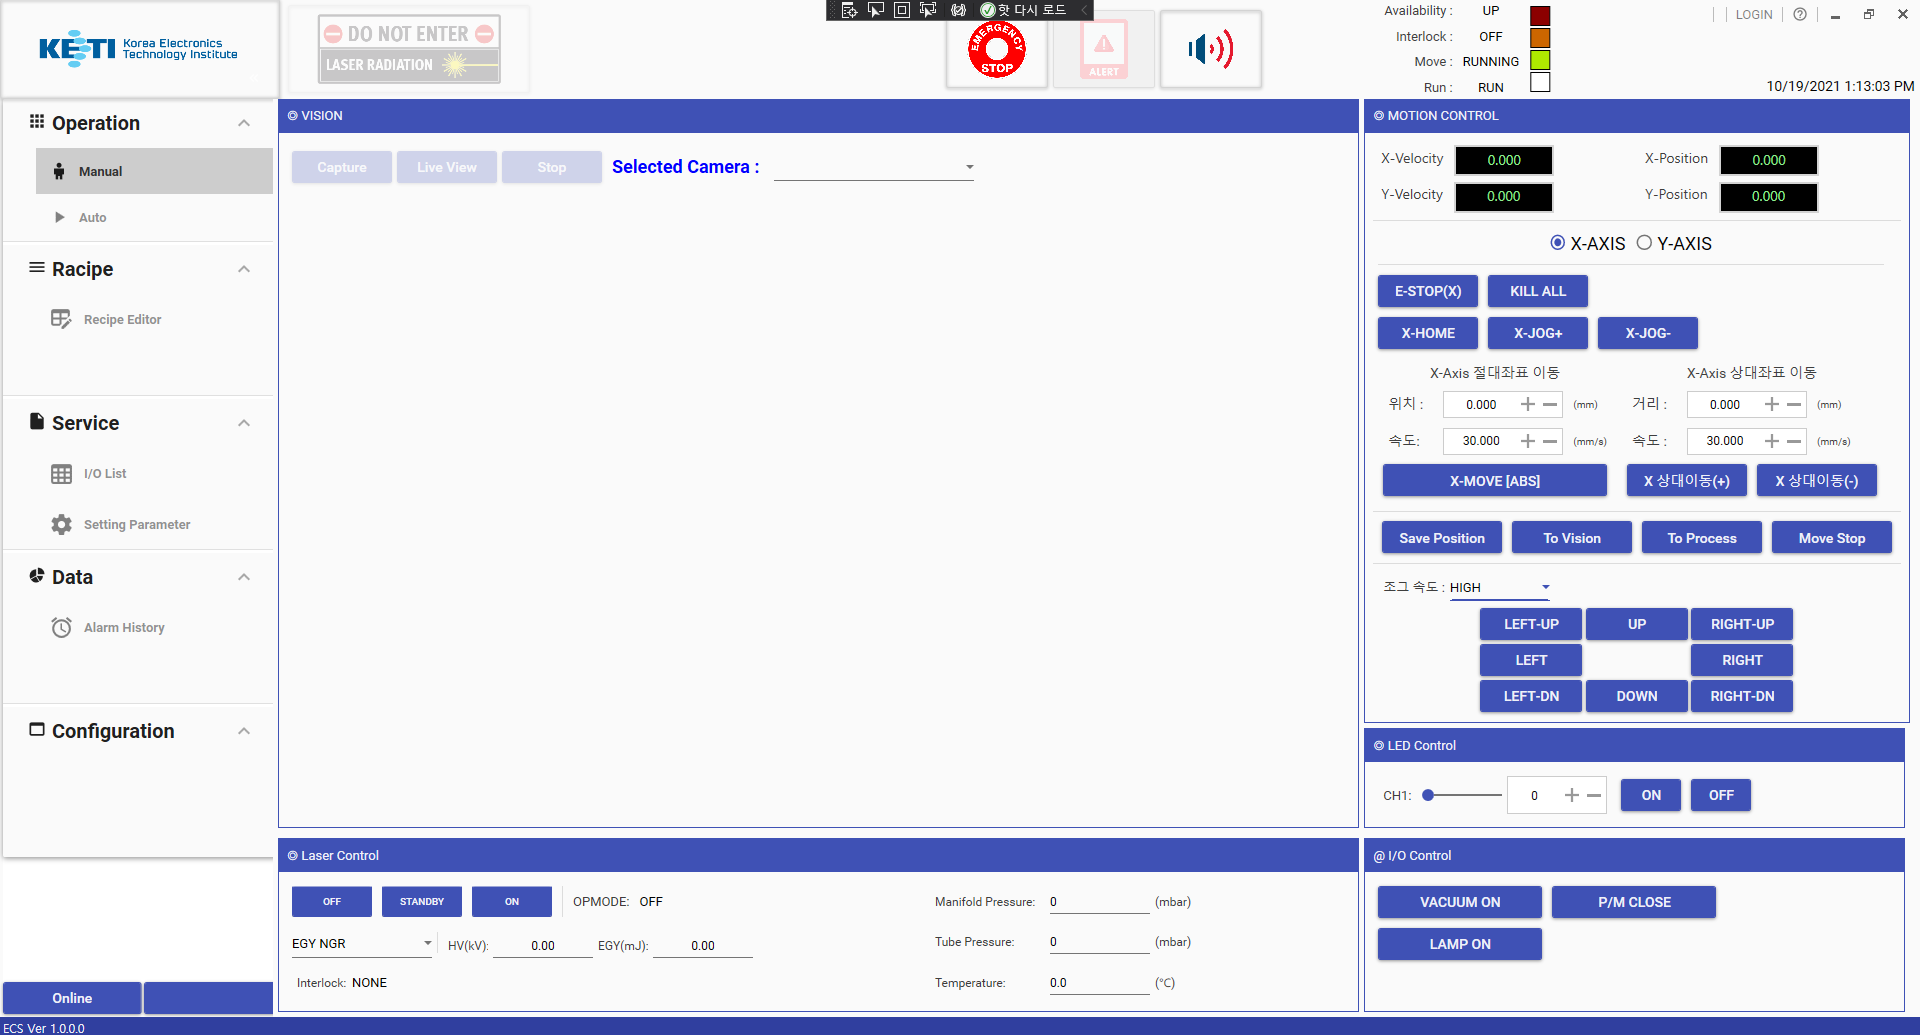 핫 다시 로드
KETI Korea Electronics Technology Institute
DO NOT ENTER
LASER RADIATION
EMERGENCY STOP
ALERT
Availability : UP
Interlock : OFF
Move : RUNNING
Run : RUN
LOGIN
10/19/2021 1:13:03 PM
Operation
Manual
Auto
Racipe
Recipe Editor
Service
I/O List
Setting Parameter
Data
Alarm History
Configuration
Online
ECS Ver 1.0.0.0
◎ VISION
Capture Live View Stop Selected Camera :
◎ MOTION CONTROL
X-Velocity 0.000 X-Position 0.000
Y-Velocity 0.000 Y-Position 0.000
X-AXIS Y-AXIS
E-STOP(X) KILL ALL
X-HOME X-JOG+ X-JOG-
X-Axis 절대좌표 이동 X-Axis 상대좌표 이동
위치 : 0.000 (mm) 거리 : 0.000 (mm)
속도: 30.000 (mm/s) 속도 : 30.000 (mm/s)
X-MOVE [ABS] X 상대이동(+) X 상대이동(-)
Save Position To Vision To Process Move Stop
조그 속도 : HIGH
LEFT-UP UP RIGHT-UP
LEFT RIGHT
LEFT-DN DOWN RIGHT-DN
◎ LED Control
CH1: 0 ON OFF
◎ Laser Control
OFF STANDBY ON OPMODE: OFF Manifold Pressure: 0 (mbar)
EGY NGR HV(kV): 0.00 EGY(mJ): 0.00 Tube Pressure: 0 (mbar)
Interlock: NONE Temperature: 0.0 (°C)
@ I/O Control
VACUUM ON P/M CLOSE
LAMP ON